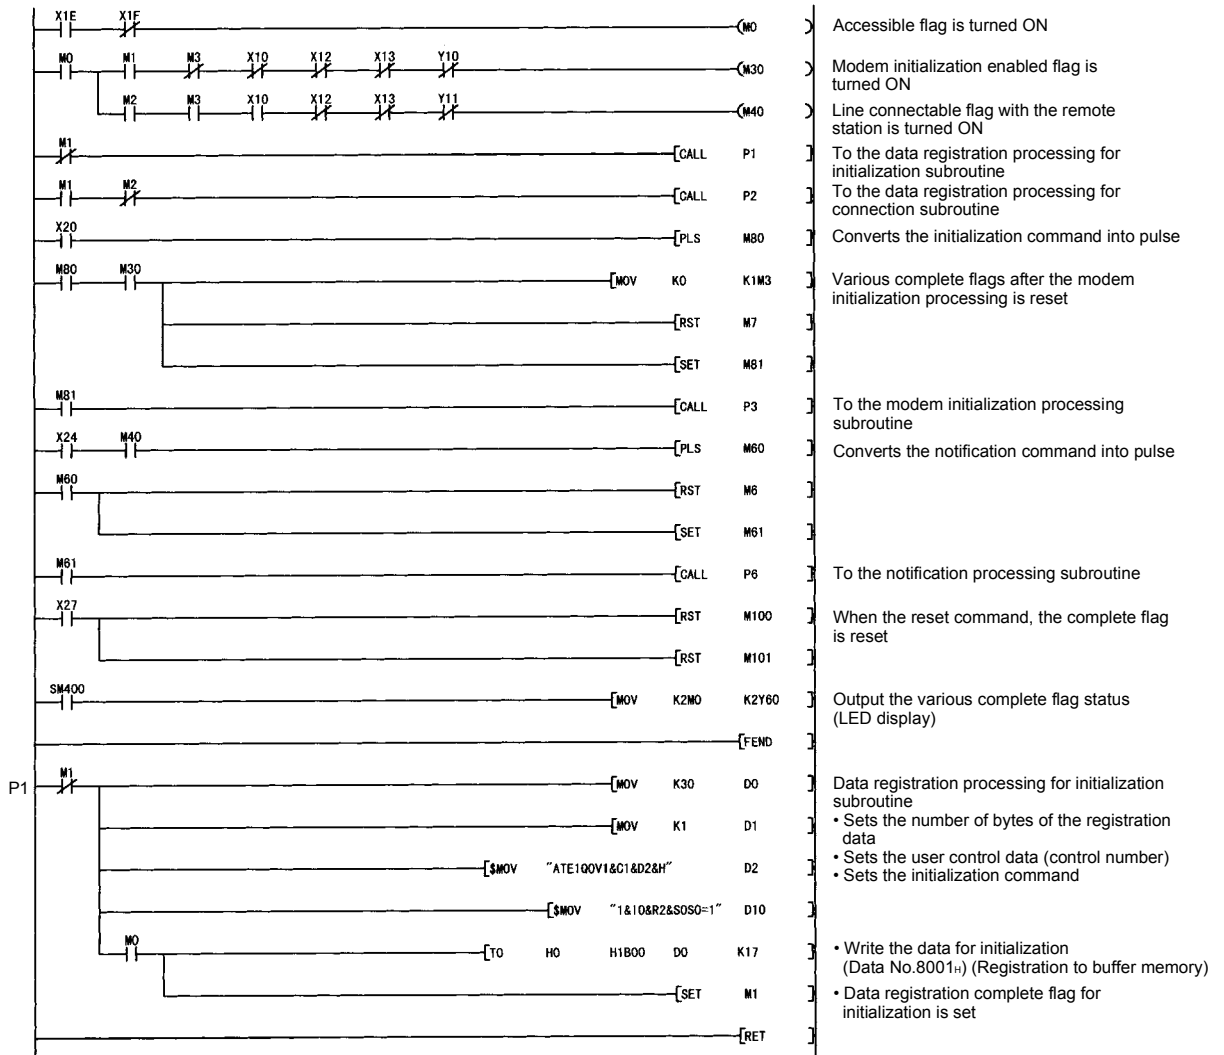 X1E X1F
(M0 ) Accessible flag is turned ON
M0 M1 M3 X10 X12 X13 Y10
(M30 ) Modem initialization enabled flag is
turned ON
M2 M3 X10 X12 X13 Y11
(M40 ) Line connectable flag with the remote
station is turned ON
M1
[CALL P1 ] To the data registration processing for
initialization subroutine
M1 M2
[CALL P2 ] To the data registration processing for
connection subroutine
X20
[PLS M80 ] Converts the initialization command into pulse
M80 M30
[MOV K0 K1M3 ] Various complete flags after the modem
initialization processing is reset
[RST M7 ]
[SET M81 ]
M81
[CALL P3 ] To the modem initialization processing
subroutine
X24 M40
[PLS M60 ] Converts the notification command into pulse
M60
[RST M6 ]
[SET M61 ]
M61
[CALL P6 ] To the notification processing subroutine
X27
[RST M100 ] When the reset command, the complete flag
is reset
[RST M101 ]
SM400
[MOV K2M0 K2Y60 ] Output the various complete flag status
(LED display)
[FEND ]
P1 M1
[MOV K30 D0 ] Data registration processing for initialization
subroutine
[MOV K1 D1 ] • Sets the number of bytes of the registration
data
[$MOV "ATE1Q0V1&C1&D2&H" D2 ] • Sets the user control data (control number)
• Sets the initialization command
[$MOV "1&I0&R2&S0S0=1" D10 ]
M0
[TO H0 H1B00 D0 K17 ] • Write the data for initialization
(Data No.8001H) (Registration to buffer memory)
[SET M1 ] • Data registration complete flag for
initialization is set
[RET ]